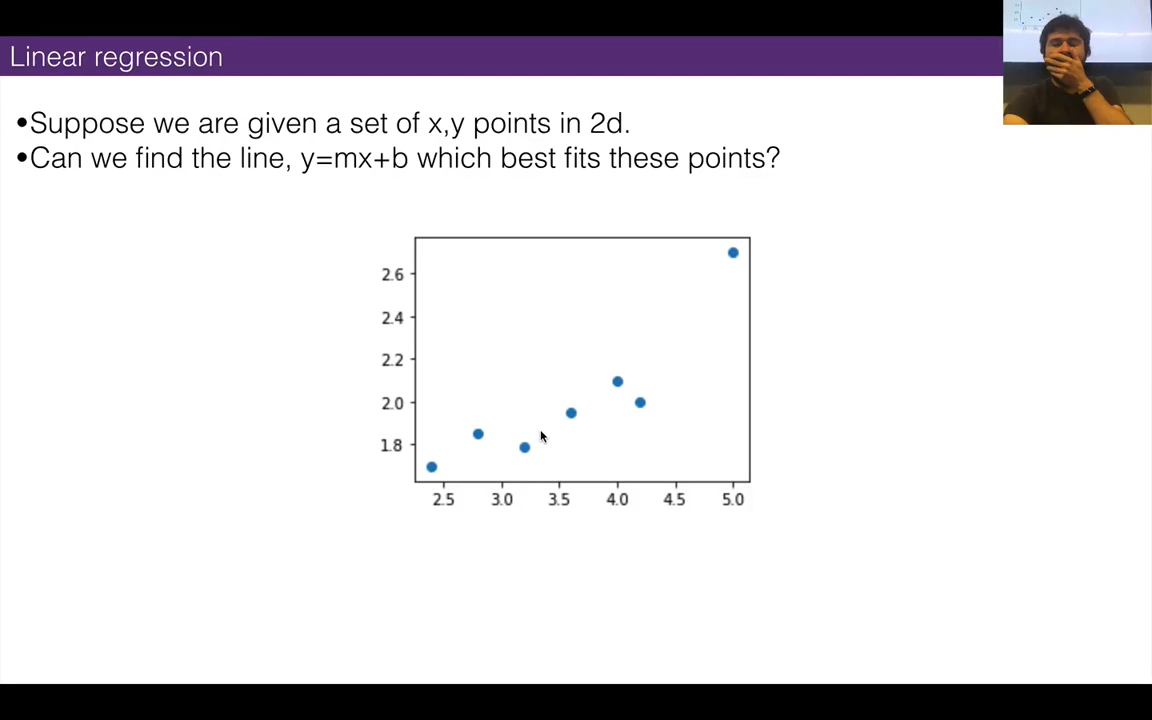 Linear regression
•Suppose we are given a set of x,y points in 2d.
•Can we find the line, y=mx+b which best fits these points?
2.6
2.4
2.2
2.0
1.8
2.5 3.0 3.5 4.0 4.5 5.0